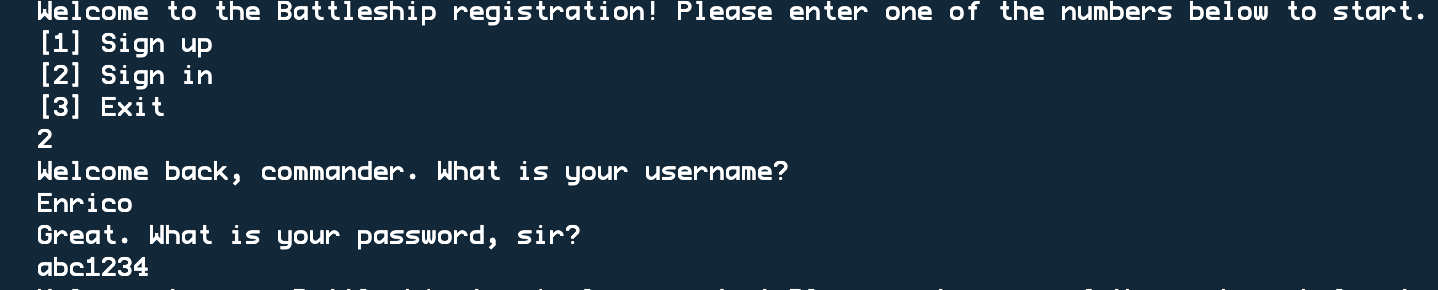 Welcome to the Battleship registration! Please enter one of the numbers below to start.
[1] Sign up
[2] Sign in
[3] Exit
2
Welcome back, commander. What is your username?
Enrico
Great. What is your password, sir?
abc1234